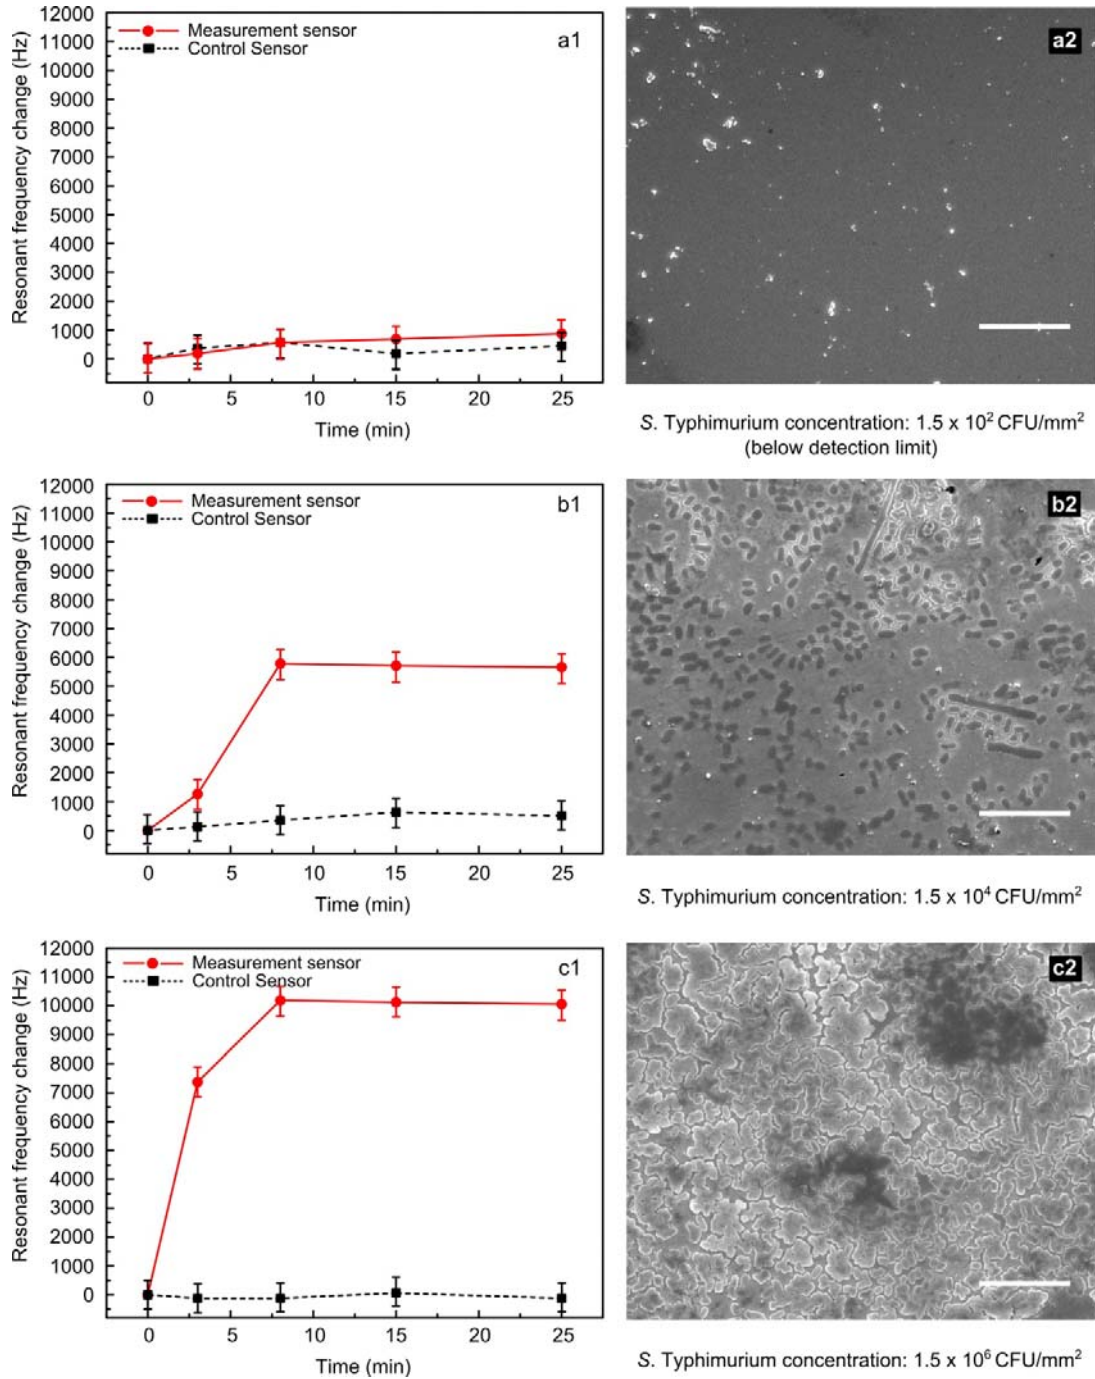 12000
11000
10000
9000
8000
7000
6000
5000
4000
3000
2000
1000
0
Resonant frequency change (Hz)
Measurement sensor
Control Sensor
a1
0 5 10 15 20 25
Time (min)
a2
S. Typhimurium concentration: 1.5 x 10² CFU/mm²
(below detection limit)
12000
11000
10000
9000
8000
7000
6000
5000
4000
3000
2000
1000
0
Resonant frequency change (Hz)
Measurement sensor
Control Sensor
b1
0 5 10 15 20 25
Time (min)
b2
S. Typhimurium concentration: 1.5 x 10⁴ CFU/mm²
12000
11000
10000
9000
8000
7000
6000
5000
4000
3000
2000
1000
0
Resonant frequency change (Hz)
Measurement sensor
Control Sensor
c1
0 5 10 15 20 25
Time (min)
c2
S. Typhimurium concentration: 1.5 x 10⁶ CFU/mm²